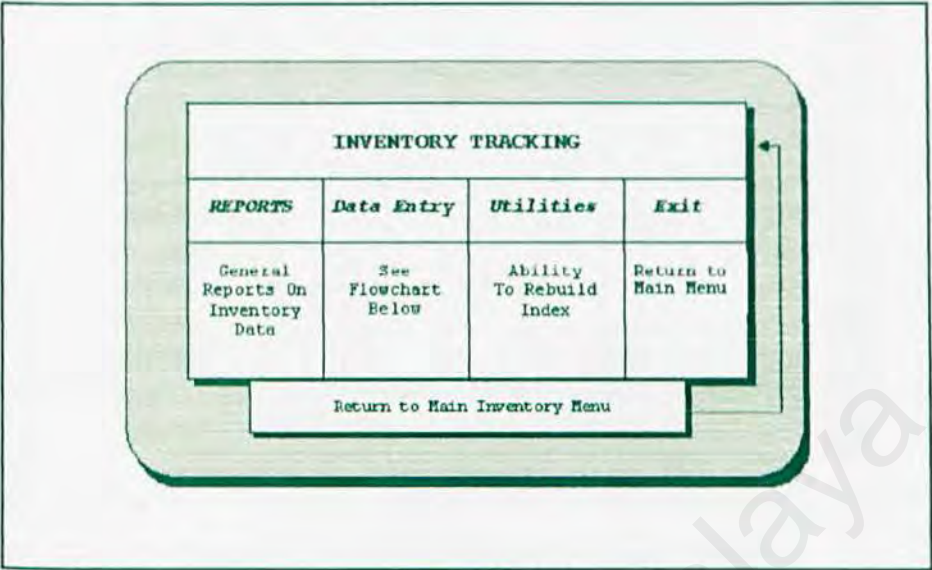 INVENTORY TRACKING
REPORTS
Data Entry
Utilities
Exit
General
Reports On
Inventory
Data
See
Flowchart
Below
Ability
To Rebuild
Index
Return to
Main Menu
Return to Main Inventory Menu
laya